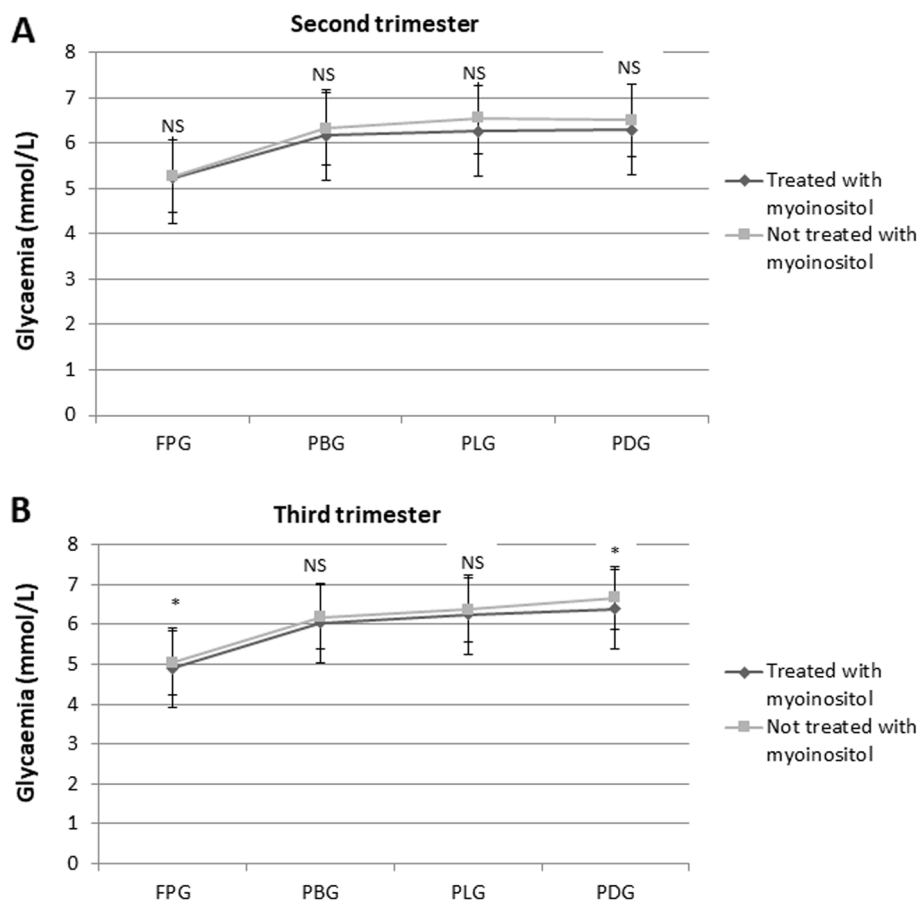 A
Second trimester
8
7
6
5
4
3
2
1
0
Glycaemia (mmol/L)
NS
NS
NS
NS
FPG
PBG
PLG
PDG
Treated with
myoinositol
Not treated with
myoinositol
B
Third trimester
8
7
6
5
4
3
2
1
0
Glycaemia (mmol/L)
*
NS
NS
*
FPG
PBG
PLG
PDG
Treated with
myoinositol
Not treated with
myoinositol